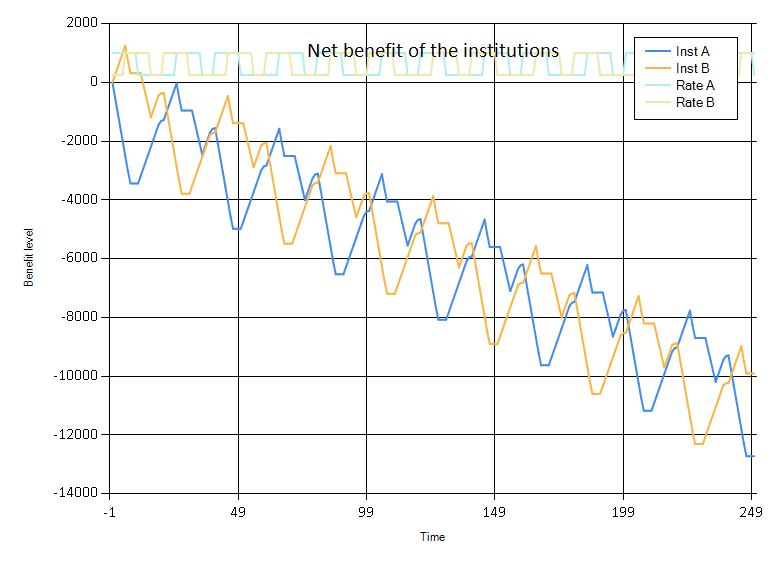 Net benefit of the institutions
Inst A
Inst B
Rate A
Rate B
2000
0
-2000
-4000
-6000
-8000
-10000
-12000
-14000
Benefit level
-1 49 99 149 199 249
Time